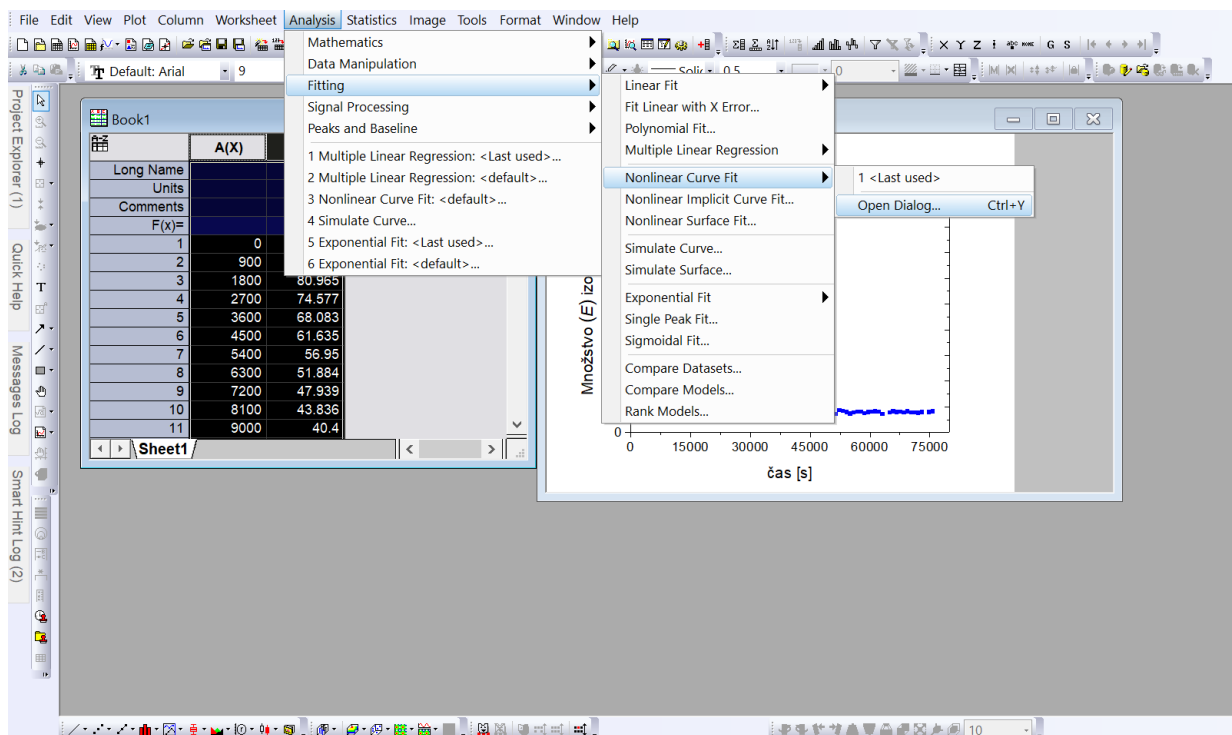 File Edit View Plot Column Worksheet Analysis Statistics Image Tools Format Window Help
X Y Z
G S
Default: Arial 9
0.5
0
Project Explorer (1)
Quick Help
Messages Log
Smart Hint Log (2)
Mathematics
Data Manipulation
Fitting
Signal Processing
Peaks and Baseline
1 Multiple Linear Regression: <Last used>...
2 Multiple Linear Regression: <default>...
3 Nonlinear Curve Fit: <default>...
4 Simulate Curve...
5 Exponential Fit: <Last used>...
6 Exponential Fit: <default>...
Linear Fit
Fit Linear with X Error...
Polynomial Fit...
Multiple Linear Regression
Nonlinear Curve Fit
Nonlinear Implicit Curve Fit...
Nonlinear Surface Fit...
Simulate Curve...
Simulate Surface...
Exponential Fit
Single Peak Fit...
Sigmoidal Fit...
Compare Datasets...
Compare Models...
Rank Models...
1 <Last used>
Open Dialog... Ctrl+Y
Book1
A(X)
Long Name
Units
Comments
F(x)=
1 0
2 900
3 1800 80.965
4 2700 74.577
5 3600 68.083
6 4500 61.635
7 5400 56.95
8 6300 51.884
9 7200 47.939
10 8100 43.836
11 9000 40.4
Sheet1
Množstvo (E) izo
0
0 15000 30000 45000 60000 75000
čas [s]
10